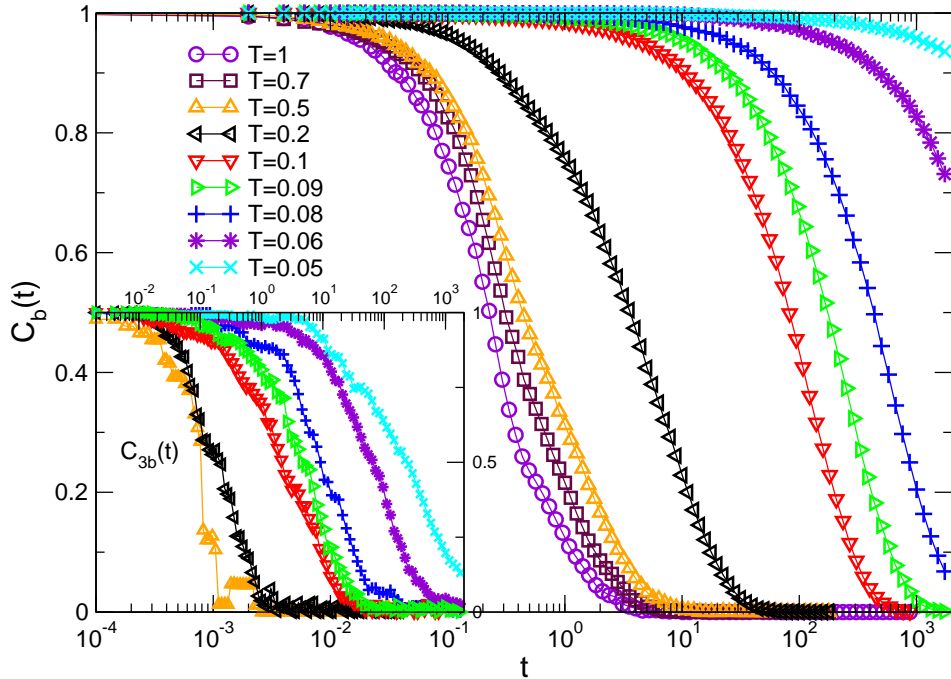 1
0.8
0.6
0.4
0.2
0
C_b(t)
T=1
T=0.7
T=0.5
T=0.2
T=0.1
T=0.09
T=0.08
T=0.06
T=0.05
10^-2 10^-1 10^0 10^1 10^2 10^3
1
0.5
0
C_3b(t)
10^-4 10^-3 10^-2 10^-1 10^0 10^1 10^2 10^3
t